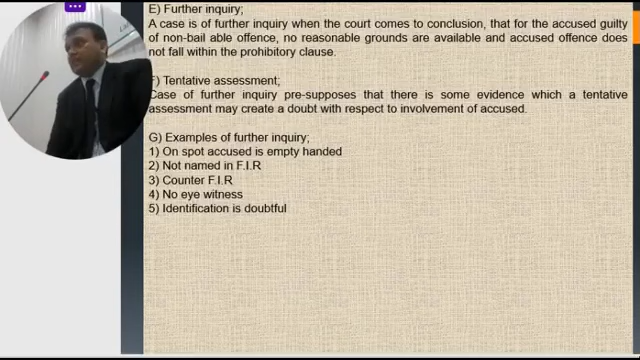 E) Further inquiry;
A case is of further inquiry when the court comes to conclusion, that for the accused guilty
of non-bail able offence, no reasonable grounds are available and accused offence does
not fall within the prohibitory clause.
F) Tentative assessment;
Case of further inquiry pre-supposes that there is some evidence which a tentative
assessment may create a doubt with respect to involvement of accused.
G) Examples of further inquiry;
1) On spot accused is empty handed
2) Not named in F.I.R
3) Counter F.I.R
4) No eye witness
5) Identification is doubtful